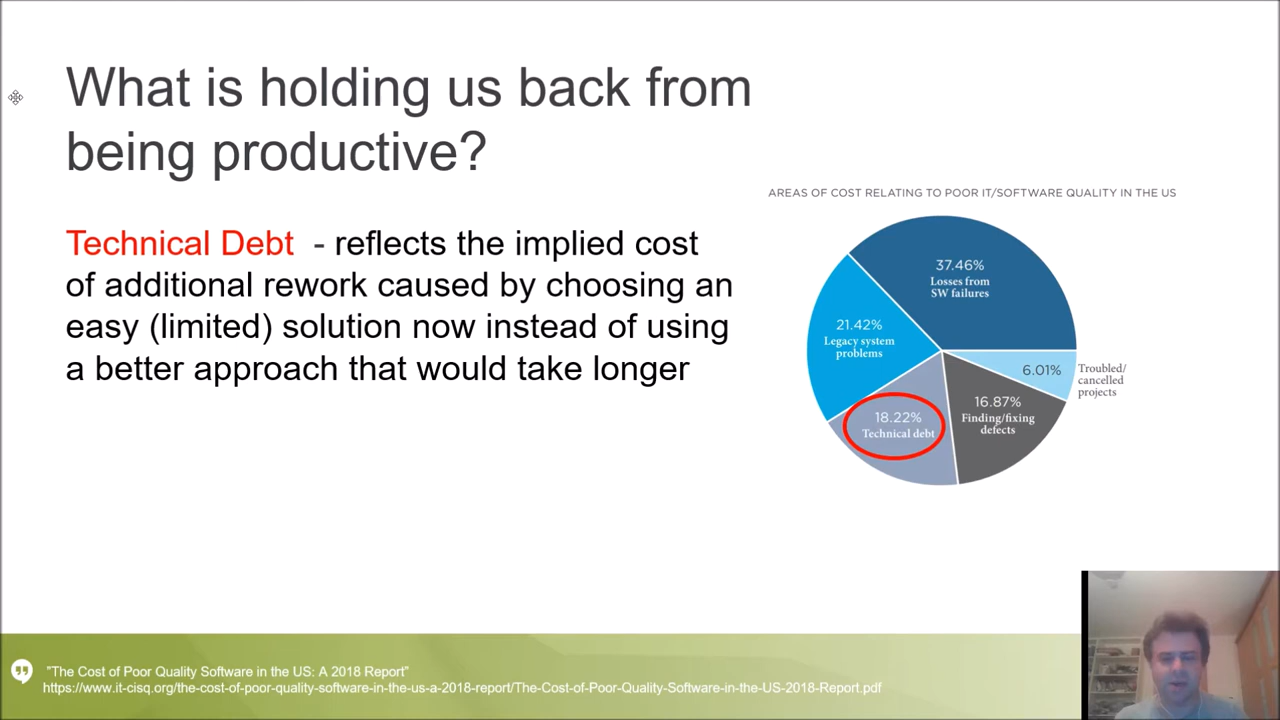 What is holding us back from
being productive?
Technical Debt - reflects the implied cost
of additional rework caused by choosing an
easy (limited) solution now instead of using
a better approach that would take longer
AREAS OF COST RELATING TO POOR IT/SOFTWARE QUALITY IN THE US
37.46%
Losses from
SW failures
21.42%
Legacy system
problems
6.01%
Troubled/
cancelled
projects
16.87%
Finding/fixing
defects
18.22%
Technical debt
"The Cost of Poor Quality Software in the US: A 2018 Report"
https://www.it-cisq.org/the-cost-of-poor-quality-software-in-the-us-a-2018-report/The-Cost-of-Poor-Quality-Software-in-the-US-2018-Report.pdf